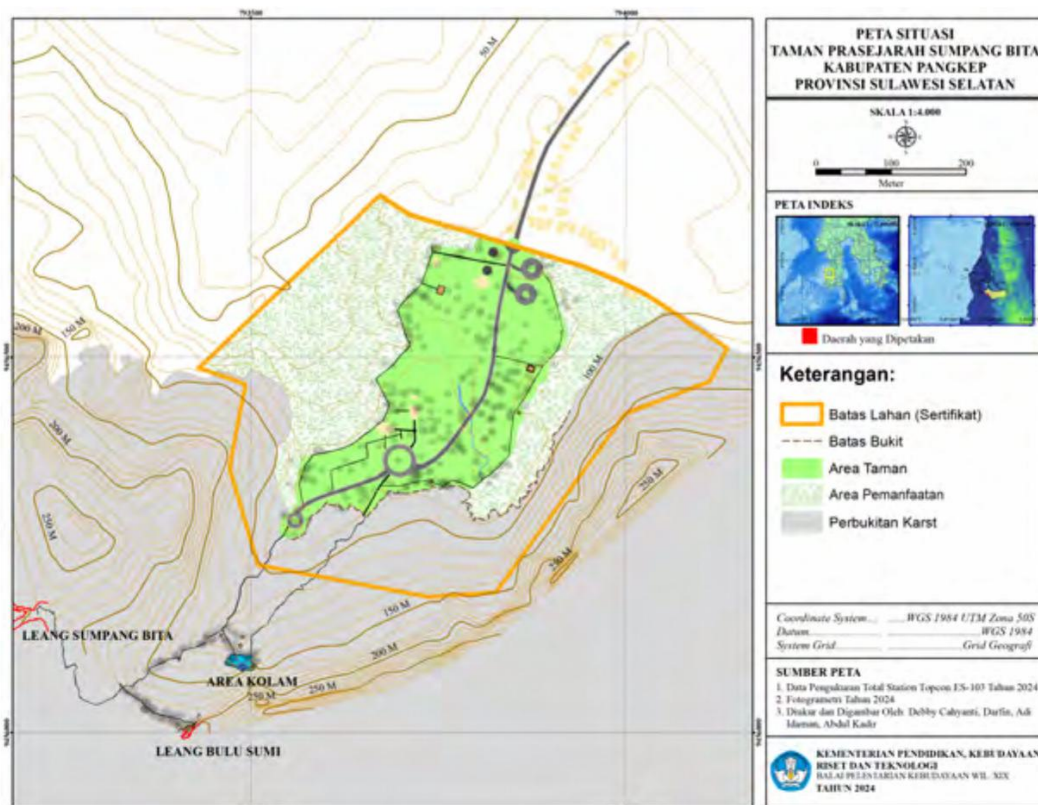 PETA SITUASI
TAMAN PRASEJARAH SUMPANG BITA
KABUPATEN PANGKEP
PROVINSI SULAWESI SELATAN
SKALA 1:4.000
0 100 200
Meter
PETA INDEKS
Daerah yang Dipetakan
Keterangan:
Batas Lahan (Sertifikat)
Batas Bukit
Area Taman
Area Pemanfaatan
Perbukitan Karst
Coordinate System.... ......WGS 1984 UTM Zona 50S
Datum WGS 1984
System Grid Grid Geografi
SUMBER PETA
1. Data Pengukuran Total Station Topcon ES-103 Tahun 2024
2. Fotogrametri Tahun 2024
3. Diukur dan Digambar Oleh: Debby Cahyanti, Darfin, Adi
Abdul Kadir
KEMENTERIAN PENDIDIKAN, KEBUDAYAAN
RISET DAN TEKNOLOGI
BALAI PELESTARIAN KEBUDAYAAN WIL. XIX
TAHUN 2024
793500
794000
50 M
200 M
150 M
100 M
200 M
250 M
250 M
250 M
150 M
200 M
250 M
250 M
LEANG SUMPANG BITA
AREA KOLAM
LEANG BULU SUMI